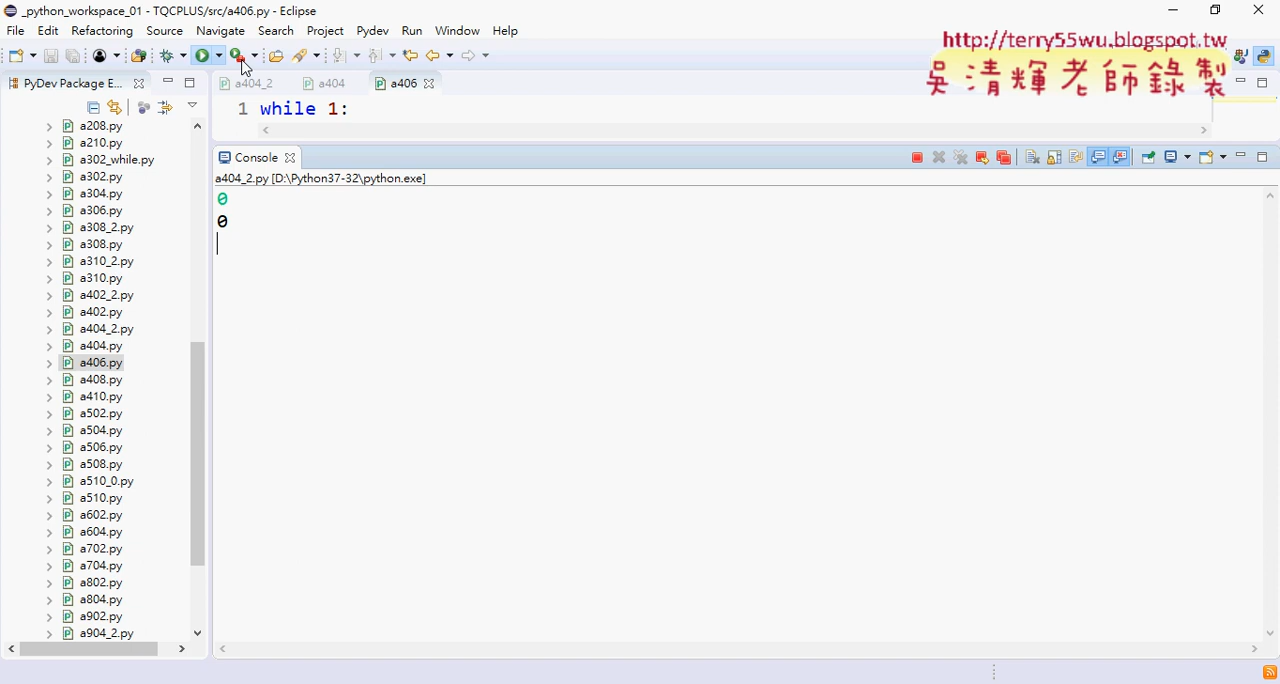 _python_workspace_01 - TQCPLUS/src/a406.py - Eclipse
File Edit Refactoring Source Navigate Search Project Pydev Run Window Help
http://terry55wu.blogspot.tw
吳清輝老師錄製
PyDev Package E...
a404_2 a404 a406
1 while 1:
a208.py
a210.py
a302_while.py
a302.py
a304.py
a306.py
a308_2.py
a308.py
a310_2.py
a310.py
a402_2.py
a402.py
a404_2.py
a404.py
a406.py
a408.py
a410.py
a502.py
a504.py
a506.py
a508.py
a510_0.py
a510.py
a602.py
a604.py
a702.py
a704.py
a802.py
a804.py
a902.py
a904_2.py
Console
a404_2.py [D:\Python37-32\python.exe]
0
0